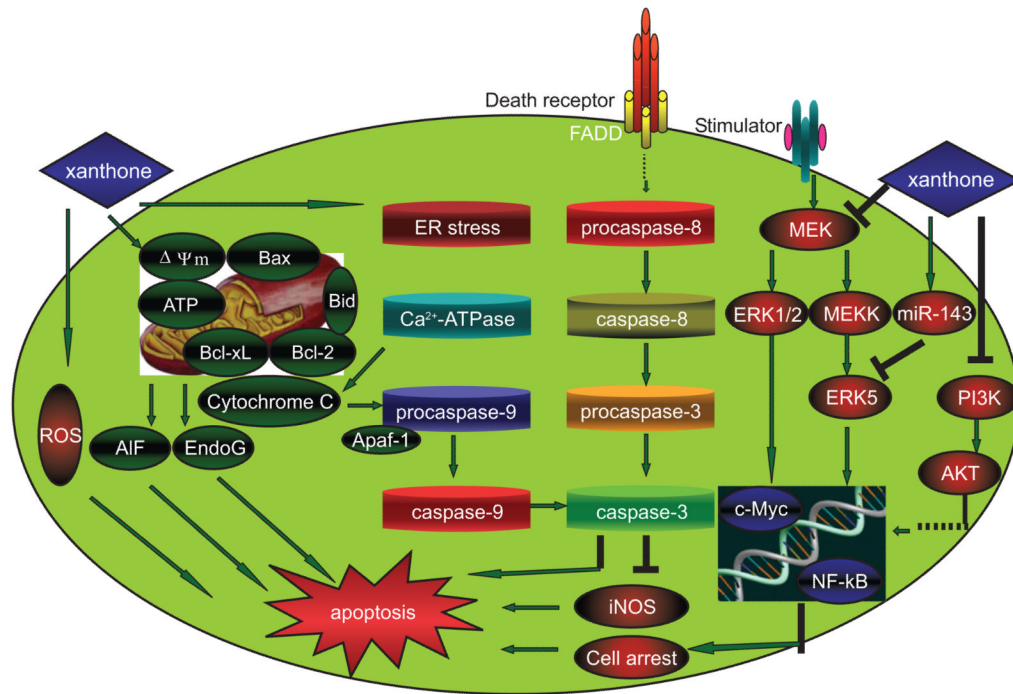 Death receptor
FADD
Stimulator
xanthone
xanthone
ER stress
procaspase-8
MEK
Δ Ψm
Bax
ATP
Bid
Ca²⁺-ATPase
caspase-8
ERK1/2
MEKK
miR-143
Bcl-xL
Bcl-2
Cytochrome C
procaspase-9
procaspase-3
ERK5
PI3K
ROS
AIF
EndoG
Apaf-1
AKT
caspase-9
caspase-3
c-Myc
NF-kB
apoptosis
iNOS
Cell arrest